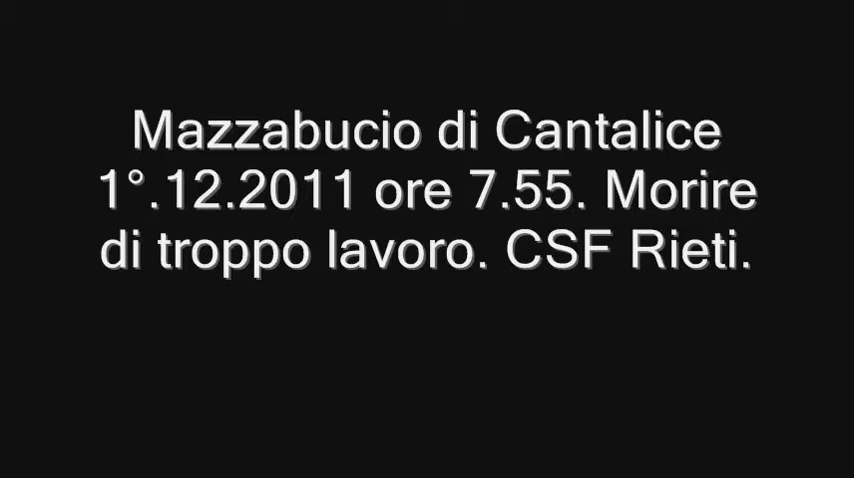 Mazzabucio di Cantalice
1°.12.2011 ore 7.55. Morire
di troppo lavoro. CSF Rieti.